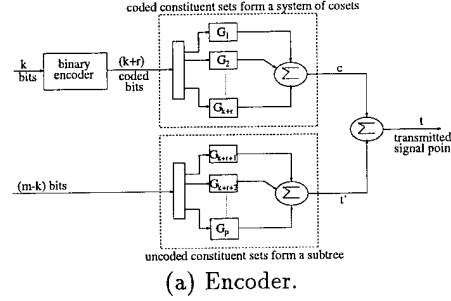 coded constituent sets form a system of cosets
G1
k
bits
binary
encoder
(k+r)
coded
bits
G2
Σ
c
Gk+r
Σ
t
transmitted
signal poin
(m-k) bits
Gk+r+1
Gk+r+2
Σ
t'
Gp
uncoded constituent sets form a subtree
(a) Encoder.